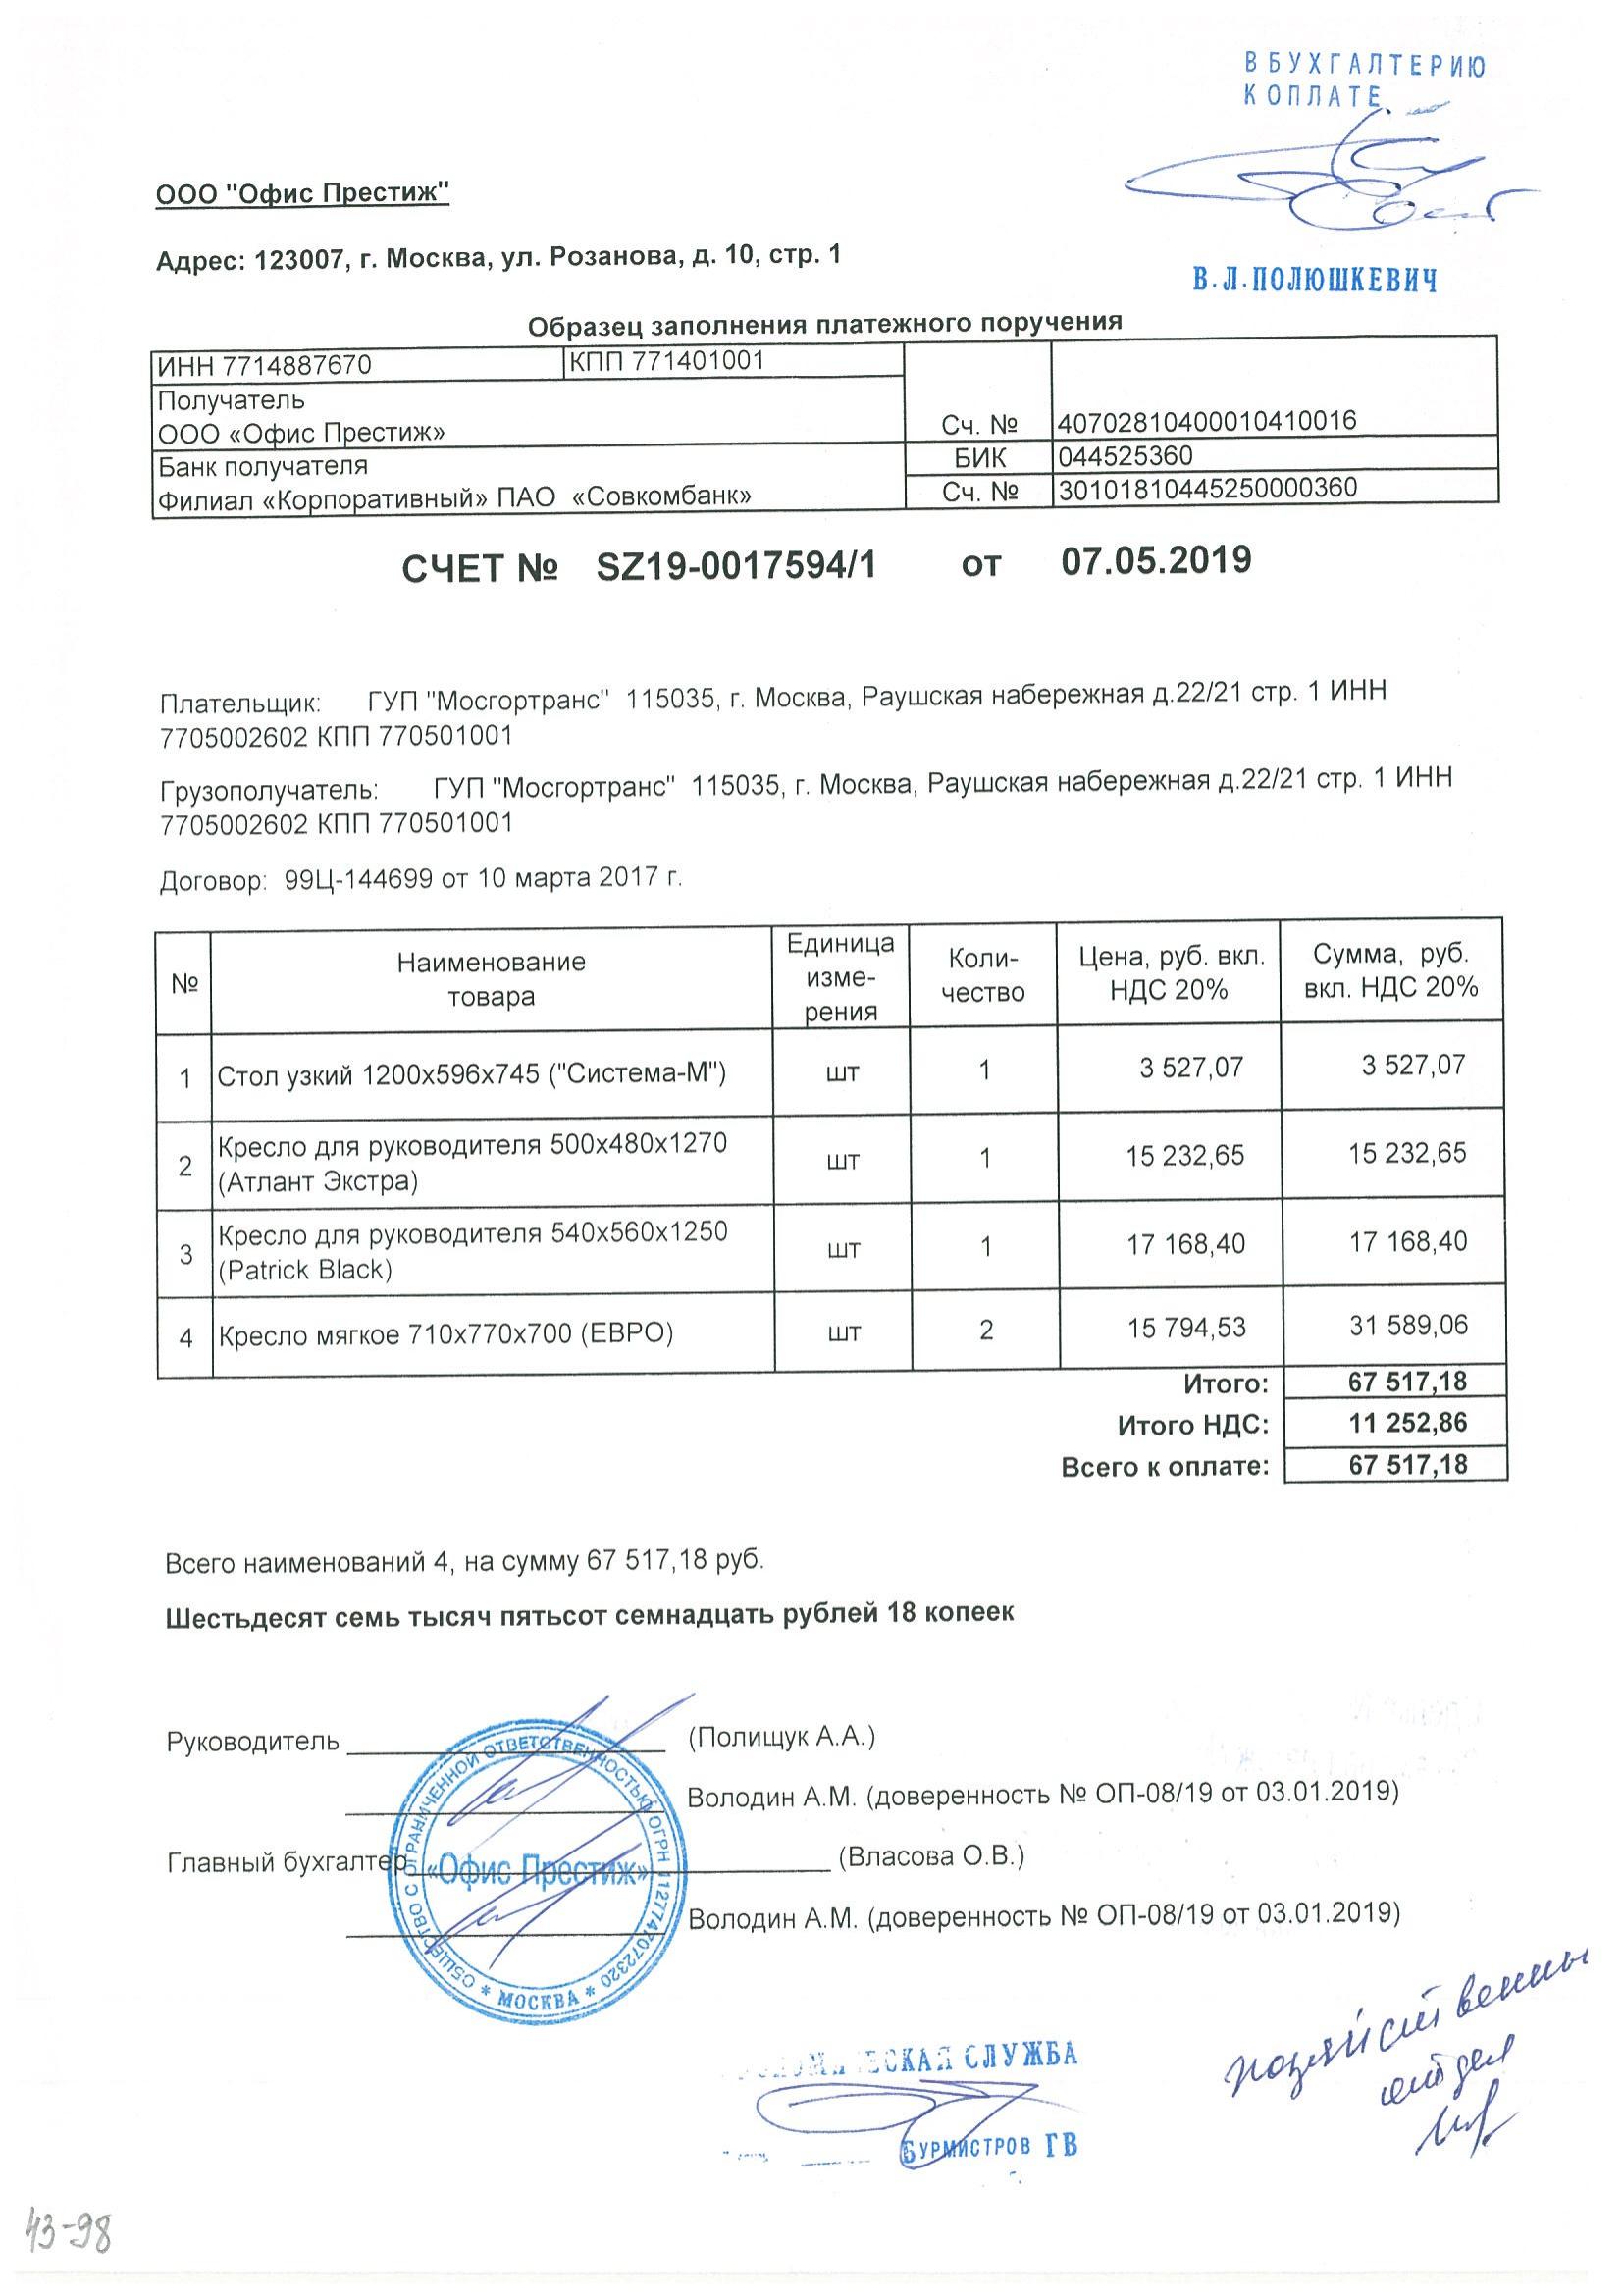 В БУХГАЛТЕРИЮ
К ОПЛАТЕ
В.Л.ПОЛЮШКЕВИЧ
ООО "Офис Престиж"
Адрес: 123007, г. Москва, ул. Розанова, д. 10, стр. 1
Образец заполнения платежного поручения
ИНН 7714887670 КПП 771401001
Получатель
ООО «Офис Престиж» Сч. № 40702810400010410016
Банк получателя БИК 044525360
Филиал «Корпоративный» ПАО «Совкомбанк» Сч. № 30101810445250000360
СЧЕТ № SZ19-0017594/1 от 07.05.2019
Плательщик: ГУП "Мосгортранс" 115035, г. Москва, Раушская набережная д.22/21 стр. 1 ИНН
7705002602 КПП 770501001
Грузополучатель: ГУП "Мосгортранс" 115035, г. Москва, Раушская набережная д.22/21 стр. 1 ИНН
7705002602 КПП 770501001
Договор: 99Ц-144699 от 10 марта 2017 г.
№
Наименование
товара
Единица
изме-
рения
Коли-
чество
Цена, руб. вкл.
НДС 20%
Сумма, руб.
вкл. НДС 20%
1 Стол узкий 1200х596х745 ("Система-М") шт 1 3 527,07 3 527,07
2 Кресло для руководителя 500х480х1270
(Атлант Экстра) шт 1 15 232,65 15 232,65
3 Кресло для руководителя 540х560х1250
(Patrick Black) шт 1 17 168,40 17 168,40
4 Кресло мягкое 710х770х700 (ЕВРО) шт 2 15 794,53 31 589,06
Итого: 67 517,18
Итого НДС: 11 252,86
Всего к оплате: 67 517,18
Всего наименований 4, на сумму 67 517,18 руб.
Шестьдесят семь тысяч пятьсот семнадцать рублей 18 копеек
Руководитель (Полищук А.А.)
Володин А.М. (доверенность № ОП-08/19 от 03.01.2019)
Главный бухгалтер (Власова О.В.)
Володин А.М. (доверенность № ОП-08/19 от 03.01.2019)
ОБЩЕСТВО С ОГРАНИЧЕННОЙ ОТВЕТСТВЕННОСТЬЮ ОГРН 1127747072320
«Офис Престиж»
* МОСКВА *
СЛУЖБА
БУРМИСТРОВ ГВ
отдел
43-98